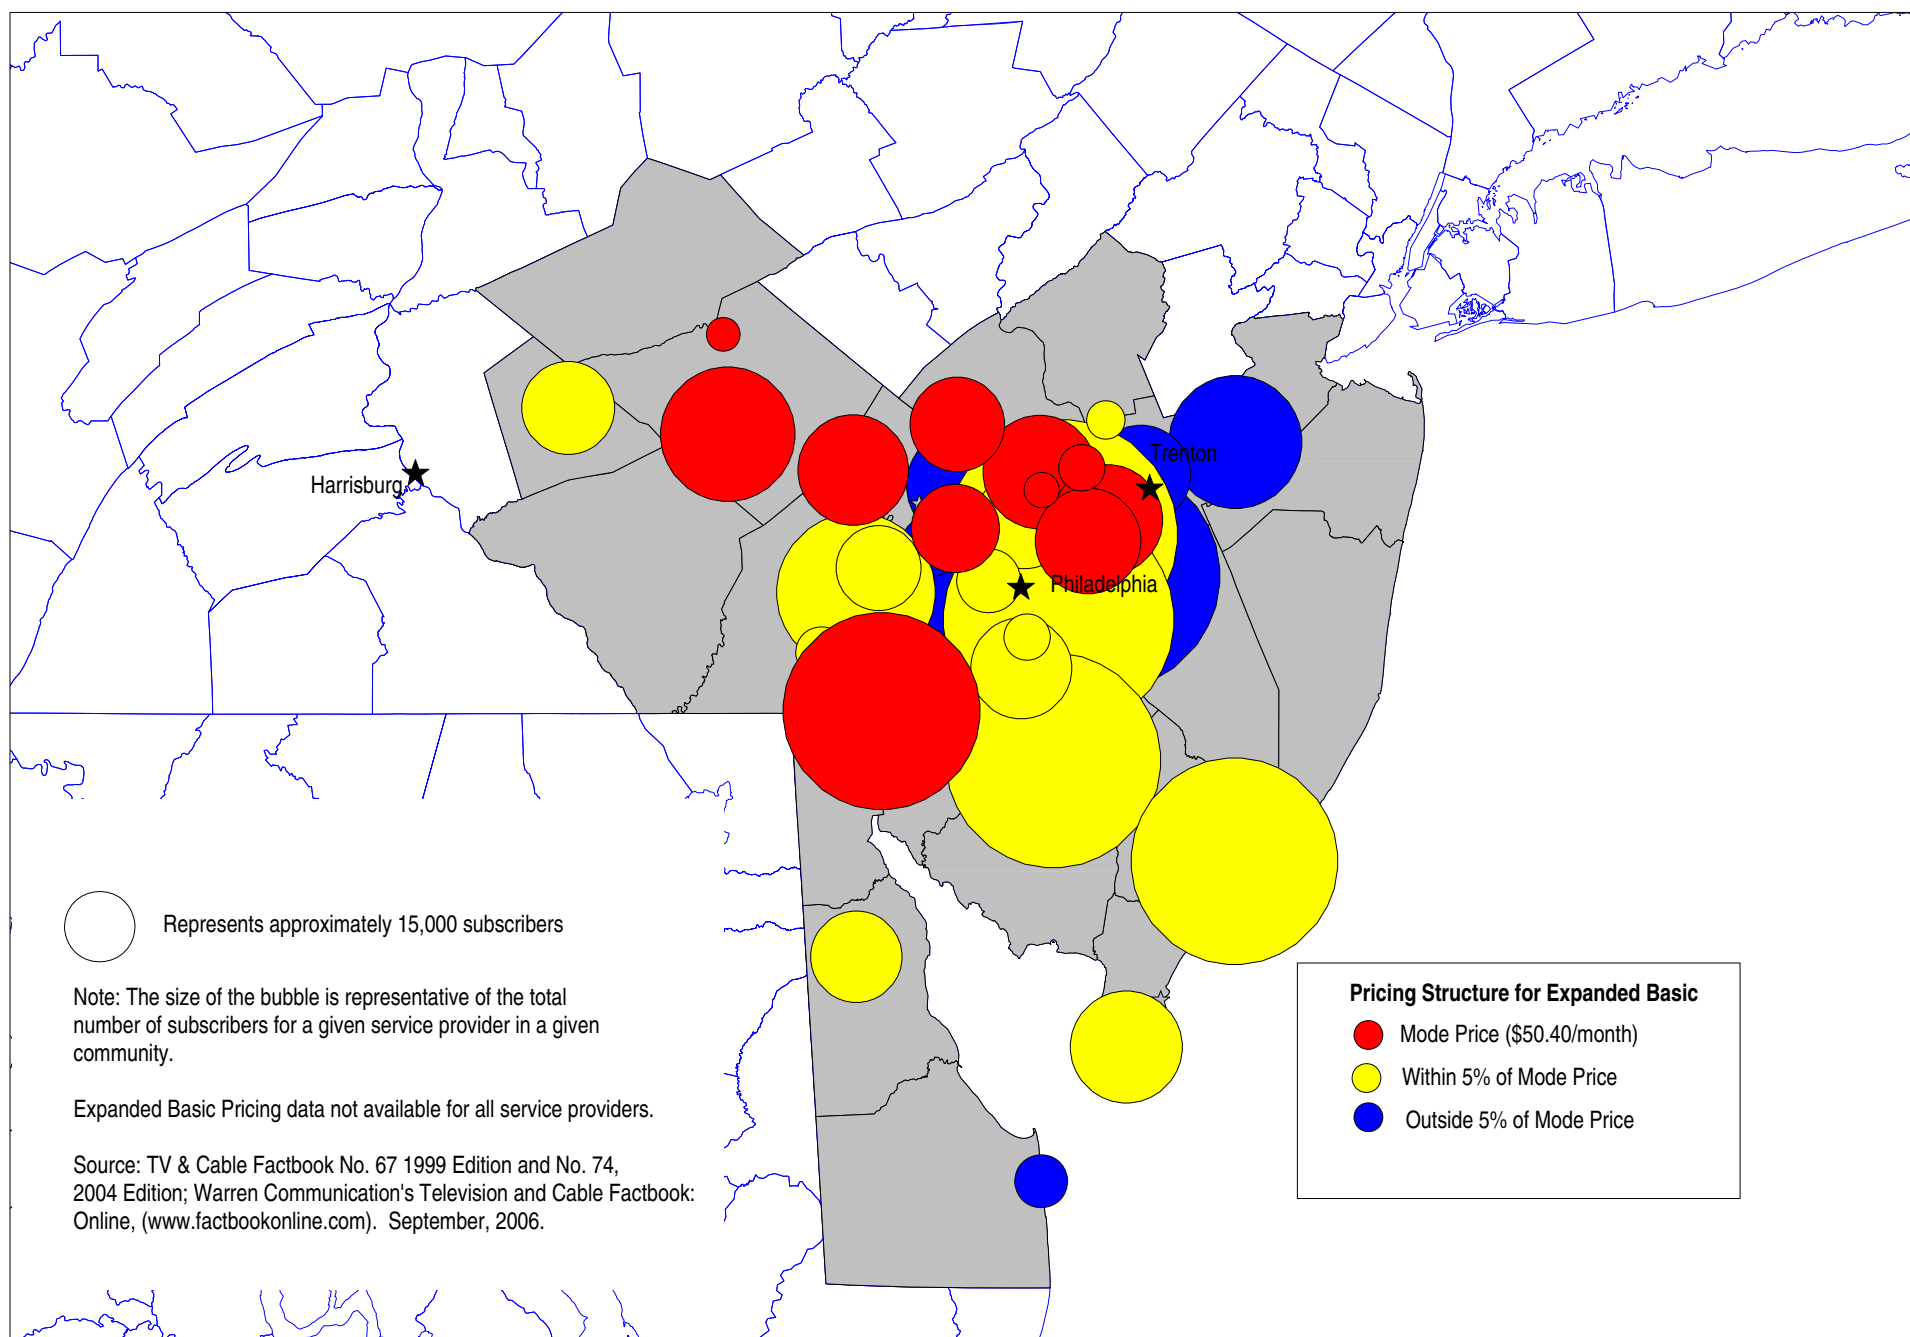 Trenton
Harrisburg
Philadelphia
Represents approximately 15,000 subscribers
Note: The size of the bubble is representative of the total
number of subscribers for a given service provider in a given
community.
Expanded Basic Pricing data not available for all service providers.
Source: TV & Cable Factbook No. 67 1999 Edition and No. 74,
2004 Edition; Warren Communication's Television and Cable Factbook:
Online, (www.factbookonline.com).  September, 2006.
Pricing Structure for Expanded Basic
Mode Price ($50.40/month)
Within 5% of Mode Price
Outside 5% of Mode Price